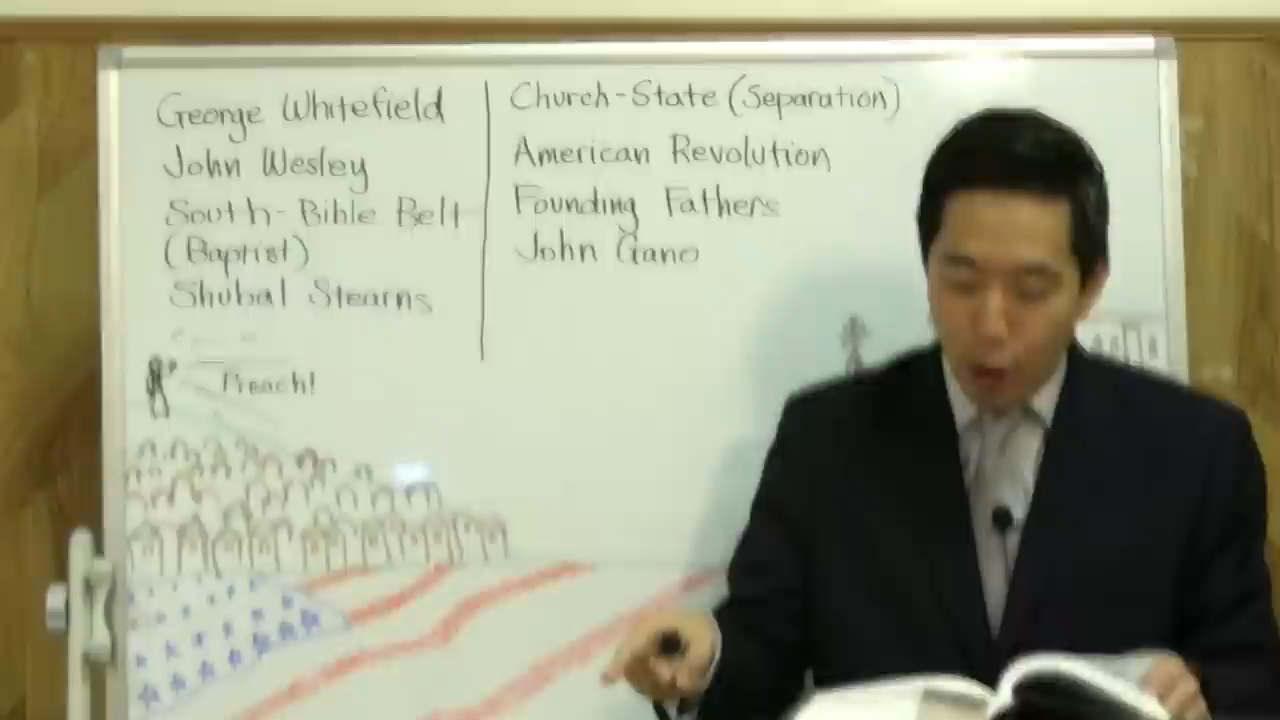 George Whitefield
John Wesley
South-Bible Belt
(Baptist)
Shubal Stearns
Preach!
Church-State (Separation)
American Revolution
Founding Fathers
John Gano